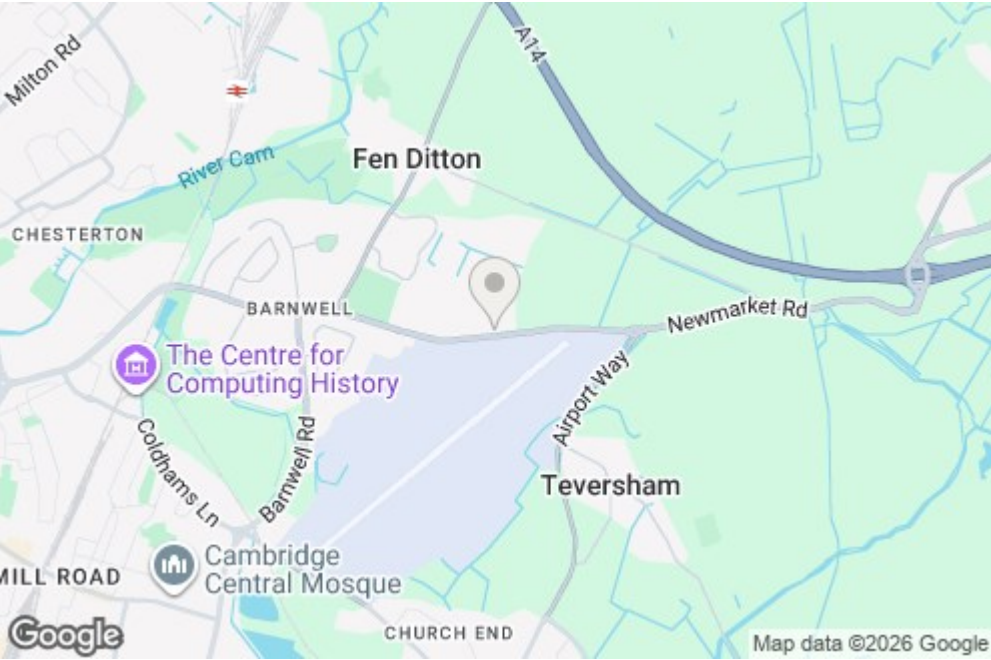 A14
Milton Rd
Fen Ditton
River Cam
CHESTERTON
BARNWELL
Newmarket Rd
The Centre for
Computing History
Airport Way
Coldhams Ln
Barnwell Rd
Teversham
Cambridge
Central Mosque
MILL ROAD
CHURCH END
Google
Map data ©2026 Google